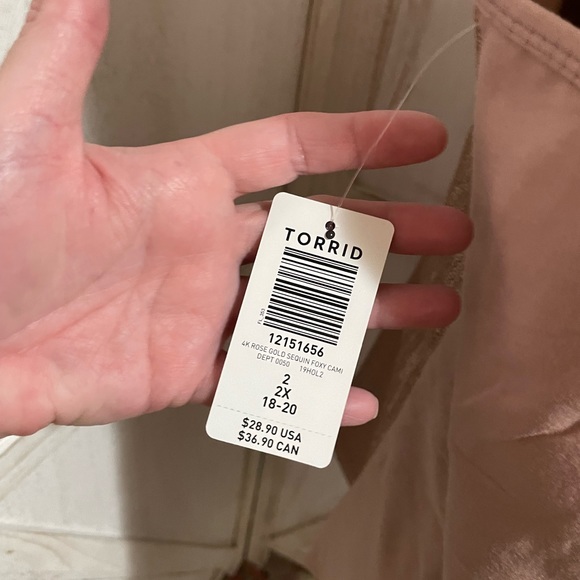 TORRID
12151656
4K ROSE GOLD SEQUIN FOXY CAMI
DEPT 0050 19HOL2
2
2X
18-20
$28.90 USA
$36.90 CAN